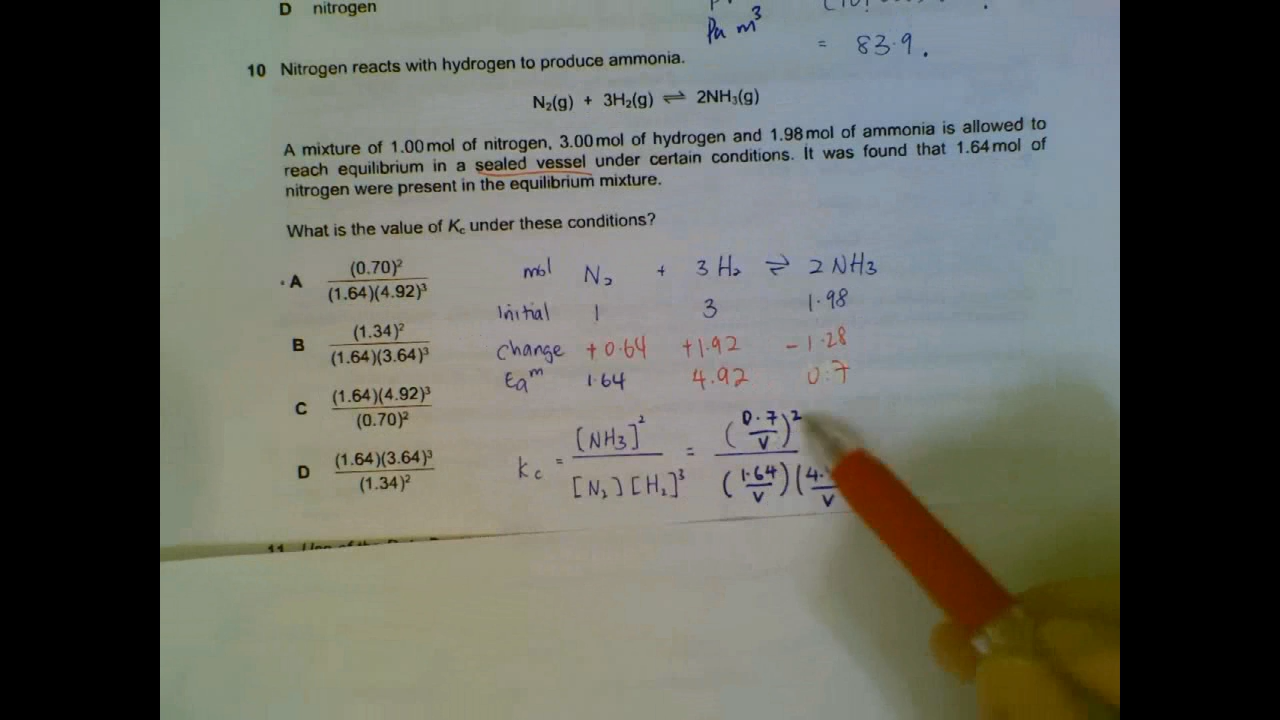 D nitrogen
Pa m³
= 83.9.
10 Nitrogen reacts with hydrogen to produce ammonia.
N₂(g) + 3H₂(g) ⇌ 2NH₃(g)
A mixture of 1.00 mol of nitrogen, 3.00 mol of hydrogen and 1.98 mol of ammonia is allowed to
reach equilibrium in a sealed vessel under certain conditions. It was found that 1.64 mol of
nitrogen were present in the equilibrium mixture.
What is the value of Kc under these conditions?
A (0.70)² / (1.64)(4.92)³
B (1.34)² / (1.64)(3.64)³
C (1.64)(4.92)³ / (0.70)²
D (1.64)(3.64)³ / (1.34)²
mol N₂ + 3H₂ ⇌ 2NH3
Initial 1 3 1.98
change +0.64 +1.92 -1.28
Eqm 1.64 4.92 0.7
kc = [NH3]² / [N₂][H₂]³ = (0.7/V)² / (1.64/V)(4./V